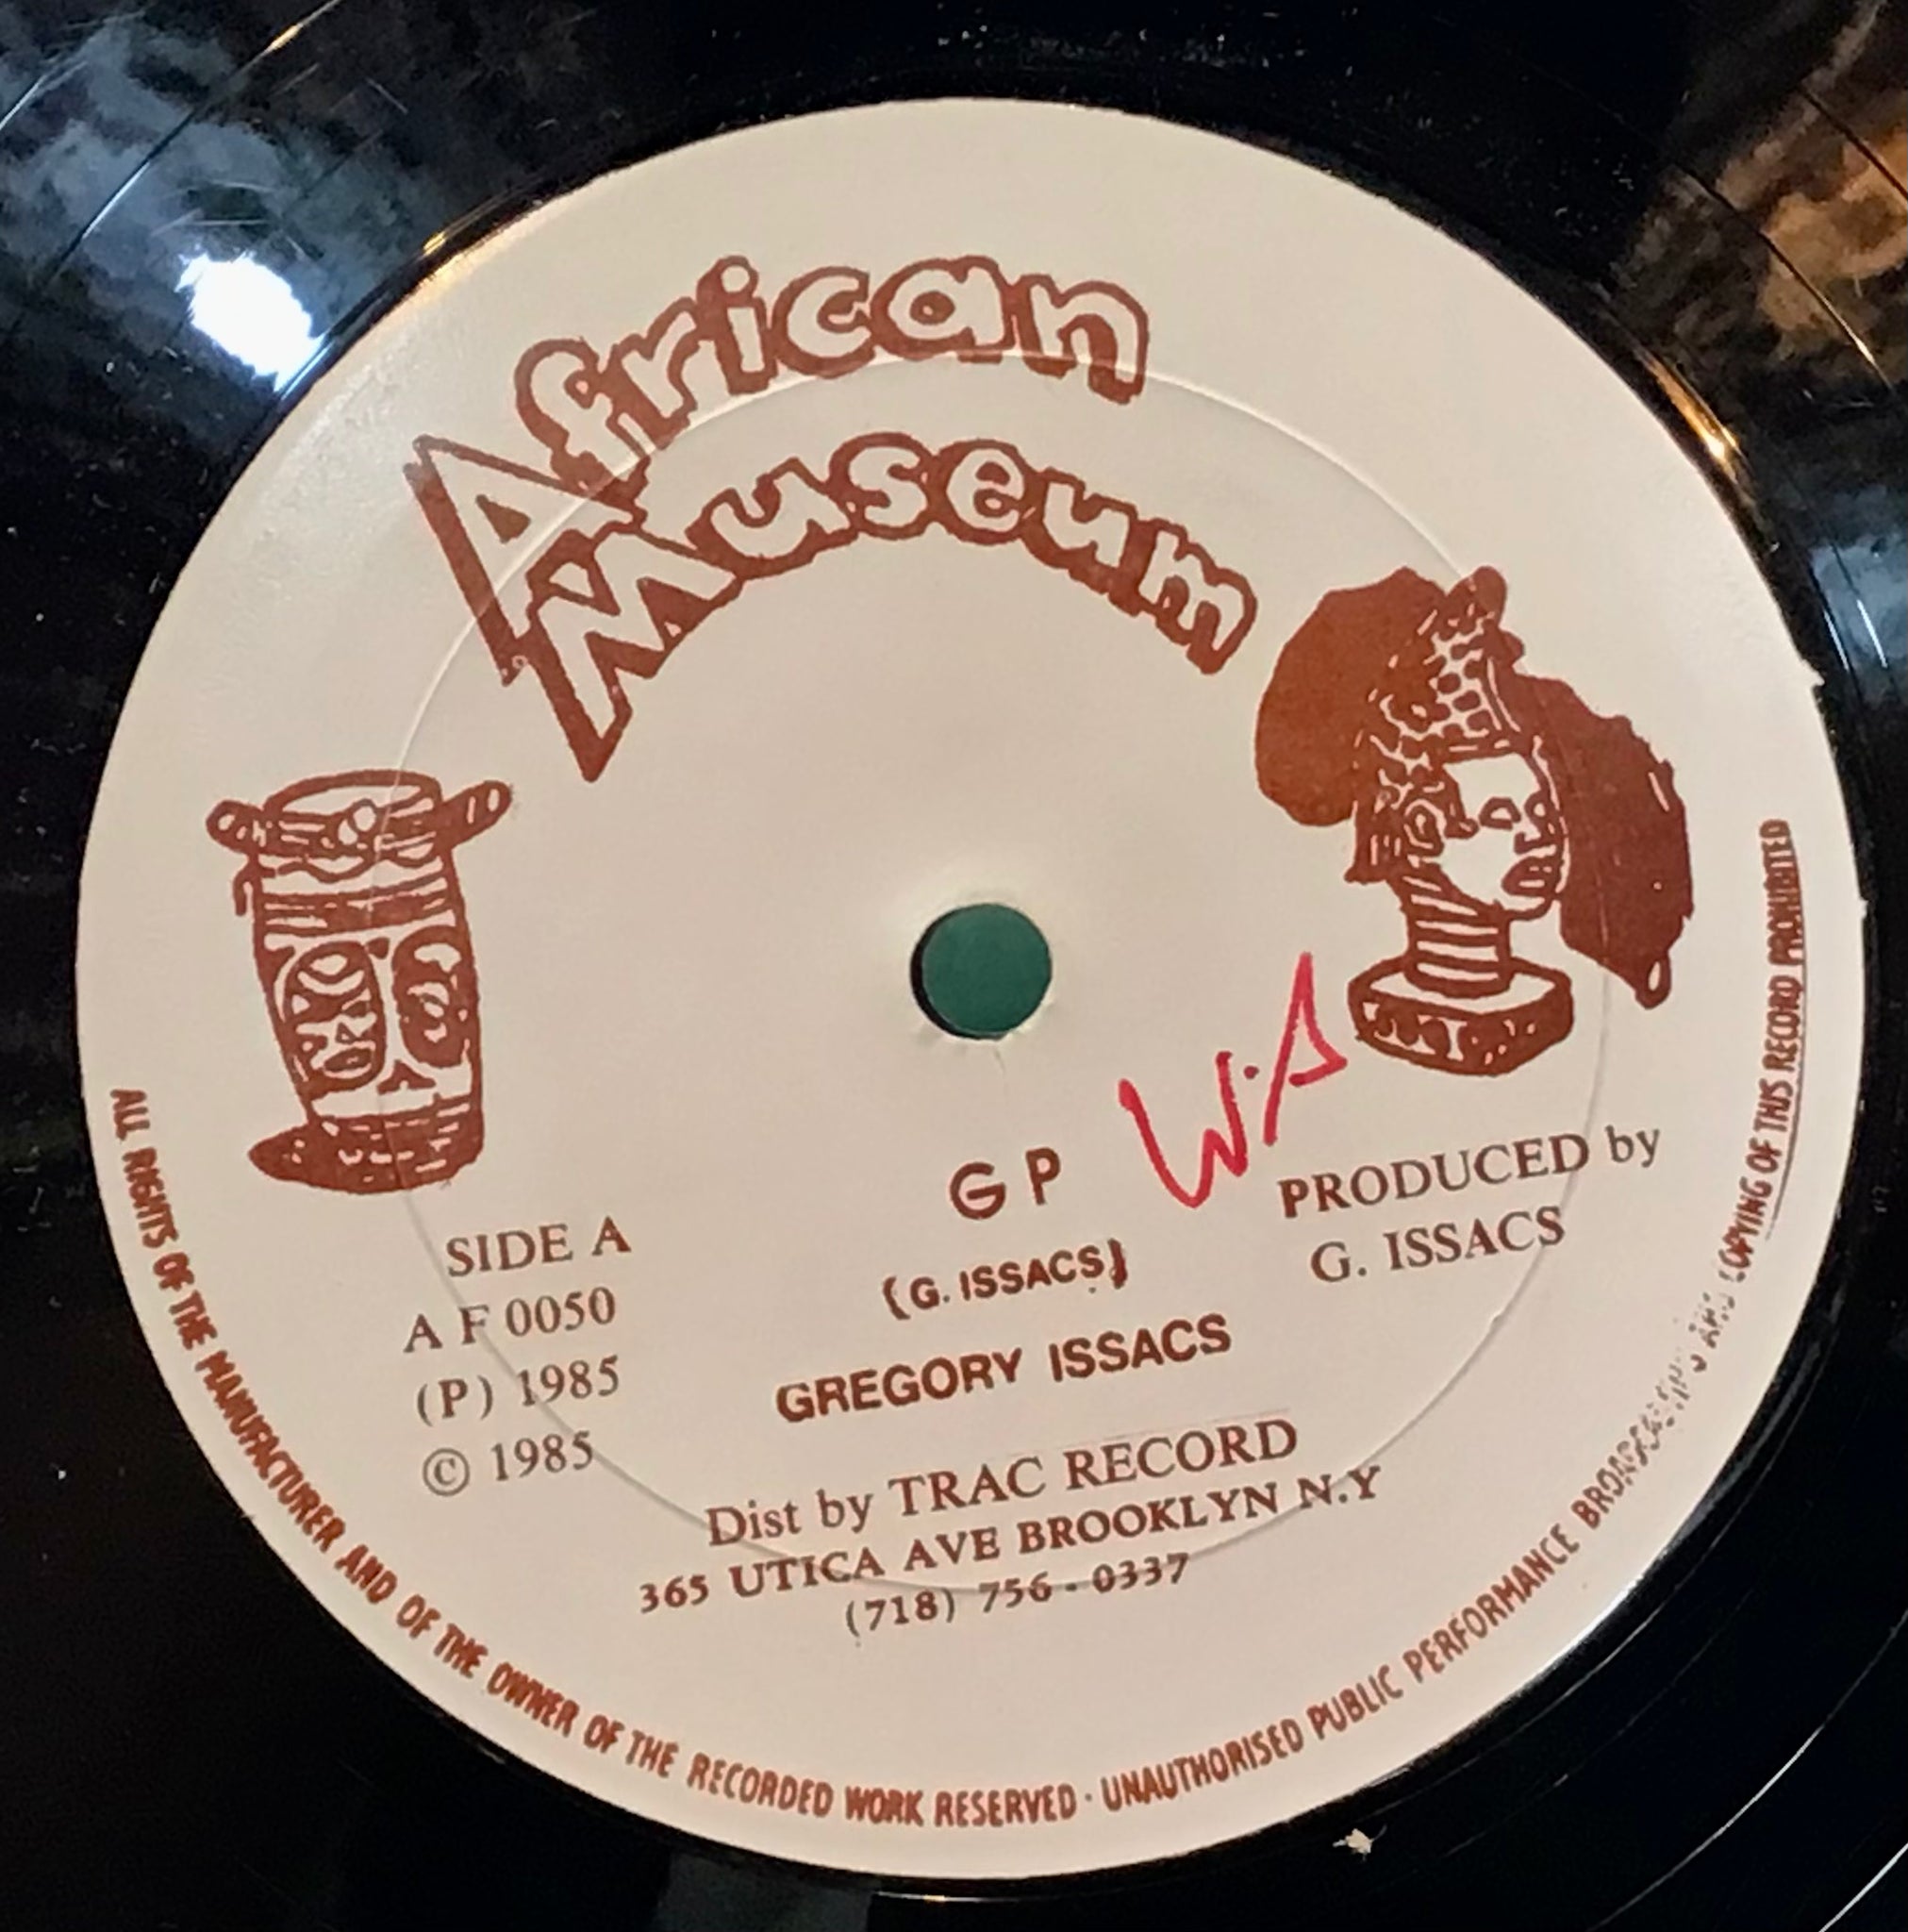 African
Museum
W.A
SIDE A
A F 0050
(P) 1985
© 1985
G P
(G. ISSACS)
GREGORY ISSACS
PRODUCED by
G. ISSACS
Dist by TRAC RECORD
365 UTICA AVE BROOKLYN N.Y
(718) 756-0337
ALL RIGHTS OF THE MANUFACTURER AND OF THE OWNER OF THE RECORDED WORK RESERVED · UNAUTHORISED PUBLIC PERFORMANCE COPYING OF THIS RECORD PROHIBITED